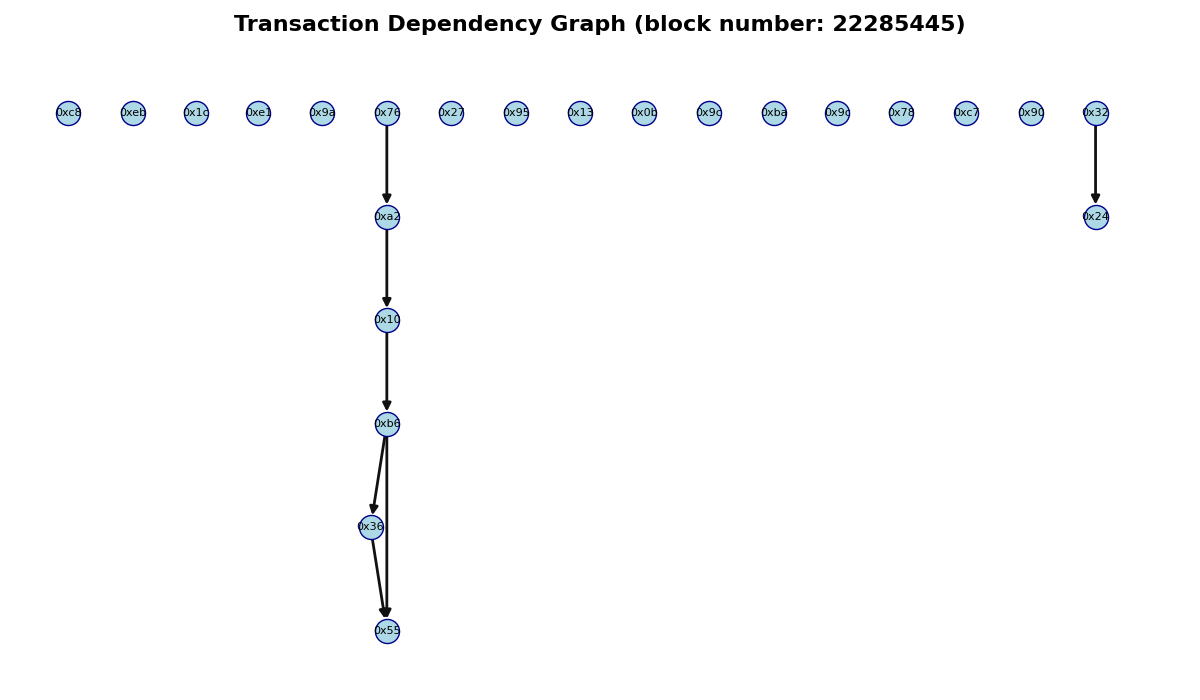 Transaction Dependency Graph (block number: 22285445)
0xc8 0xeb 0x1c 0xe1 0x9a 0x76 0x27 0x95 0x13 0x0b 0x9c 0xba 0x9c 0x78 0xc7 0x90 0x32
0xa2 0x24
0x10
0xb6
0x36
0x55